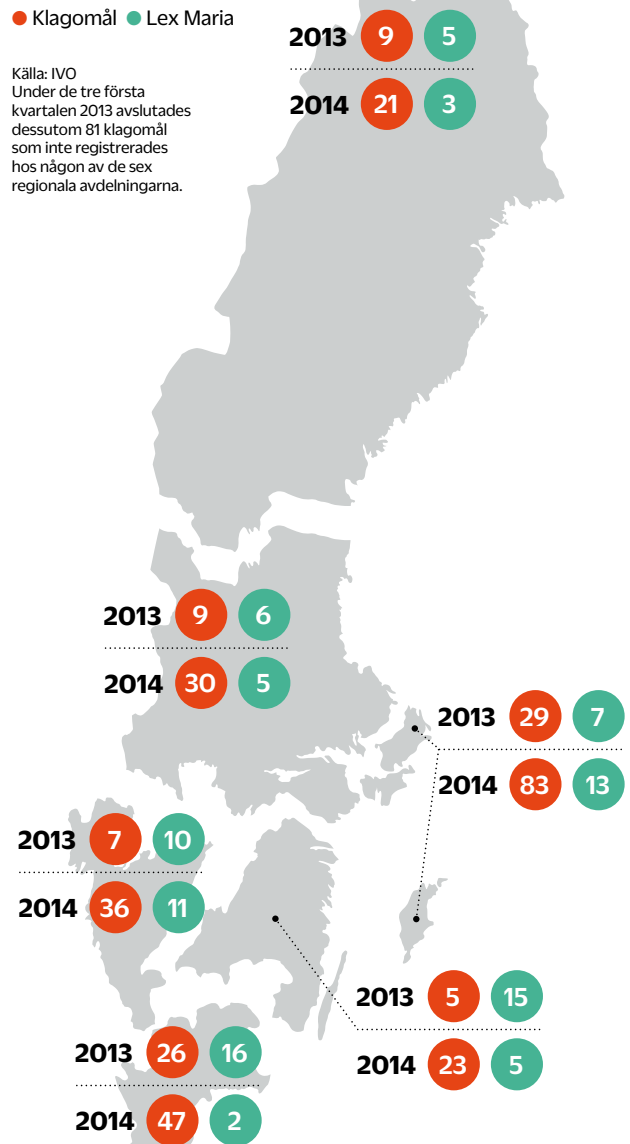 Klagomål Lex Maria
Källa: IVO
Under de tre första
kvartalen 2013 avslutades
dessutom 81 klagomål
som inte registrerades
hos någon av de sex
regionala avdelningarna.
2013 9 5
2014 21 3
2013 9 6
2014 30 5
2013 29 7
2014 83 13
2013 7 10
2014 36 11
2013 5 15
2014 23 5
2013 26 16
2014 47 2